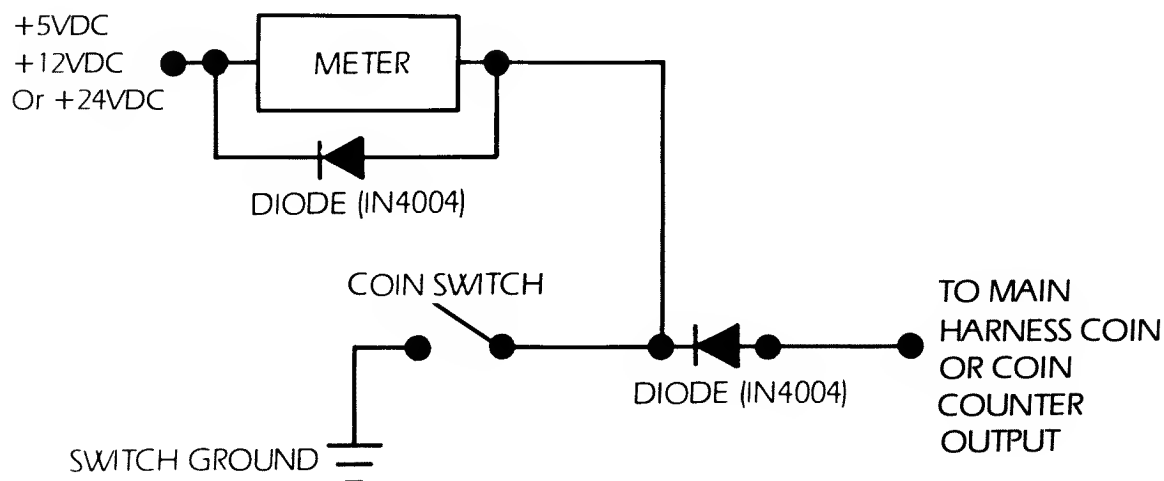 +5VDC
+12VDC
Or +24VDC
METER
DIODE (IN4004)
COIN SWITCH
TO MAIN
HARNESS COIN
OR COIN
COUNTER
OUTPUT
DIODE (IN4004)
SWITCH GROUND